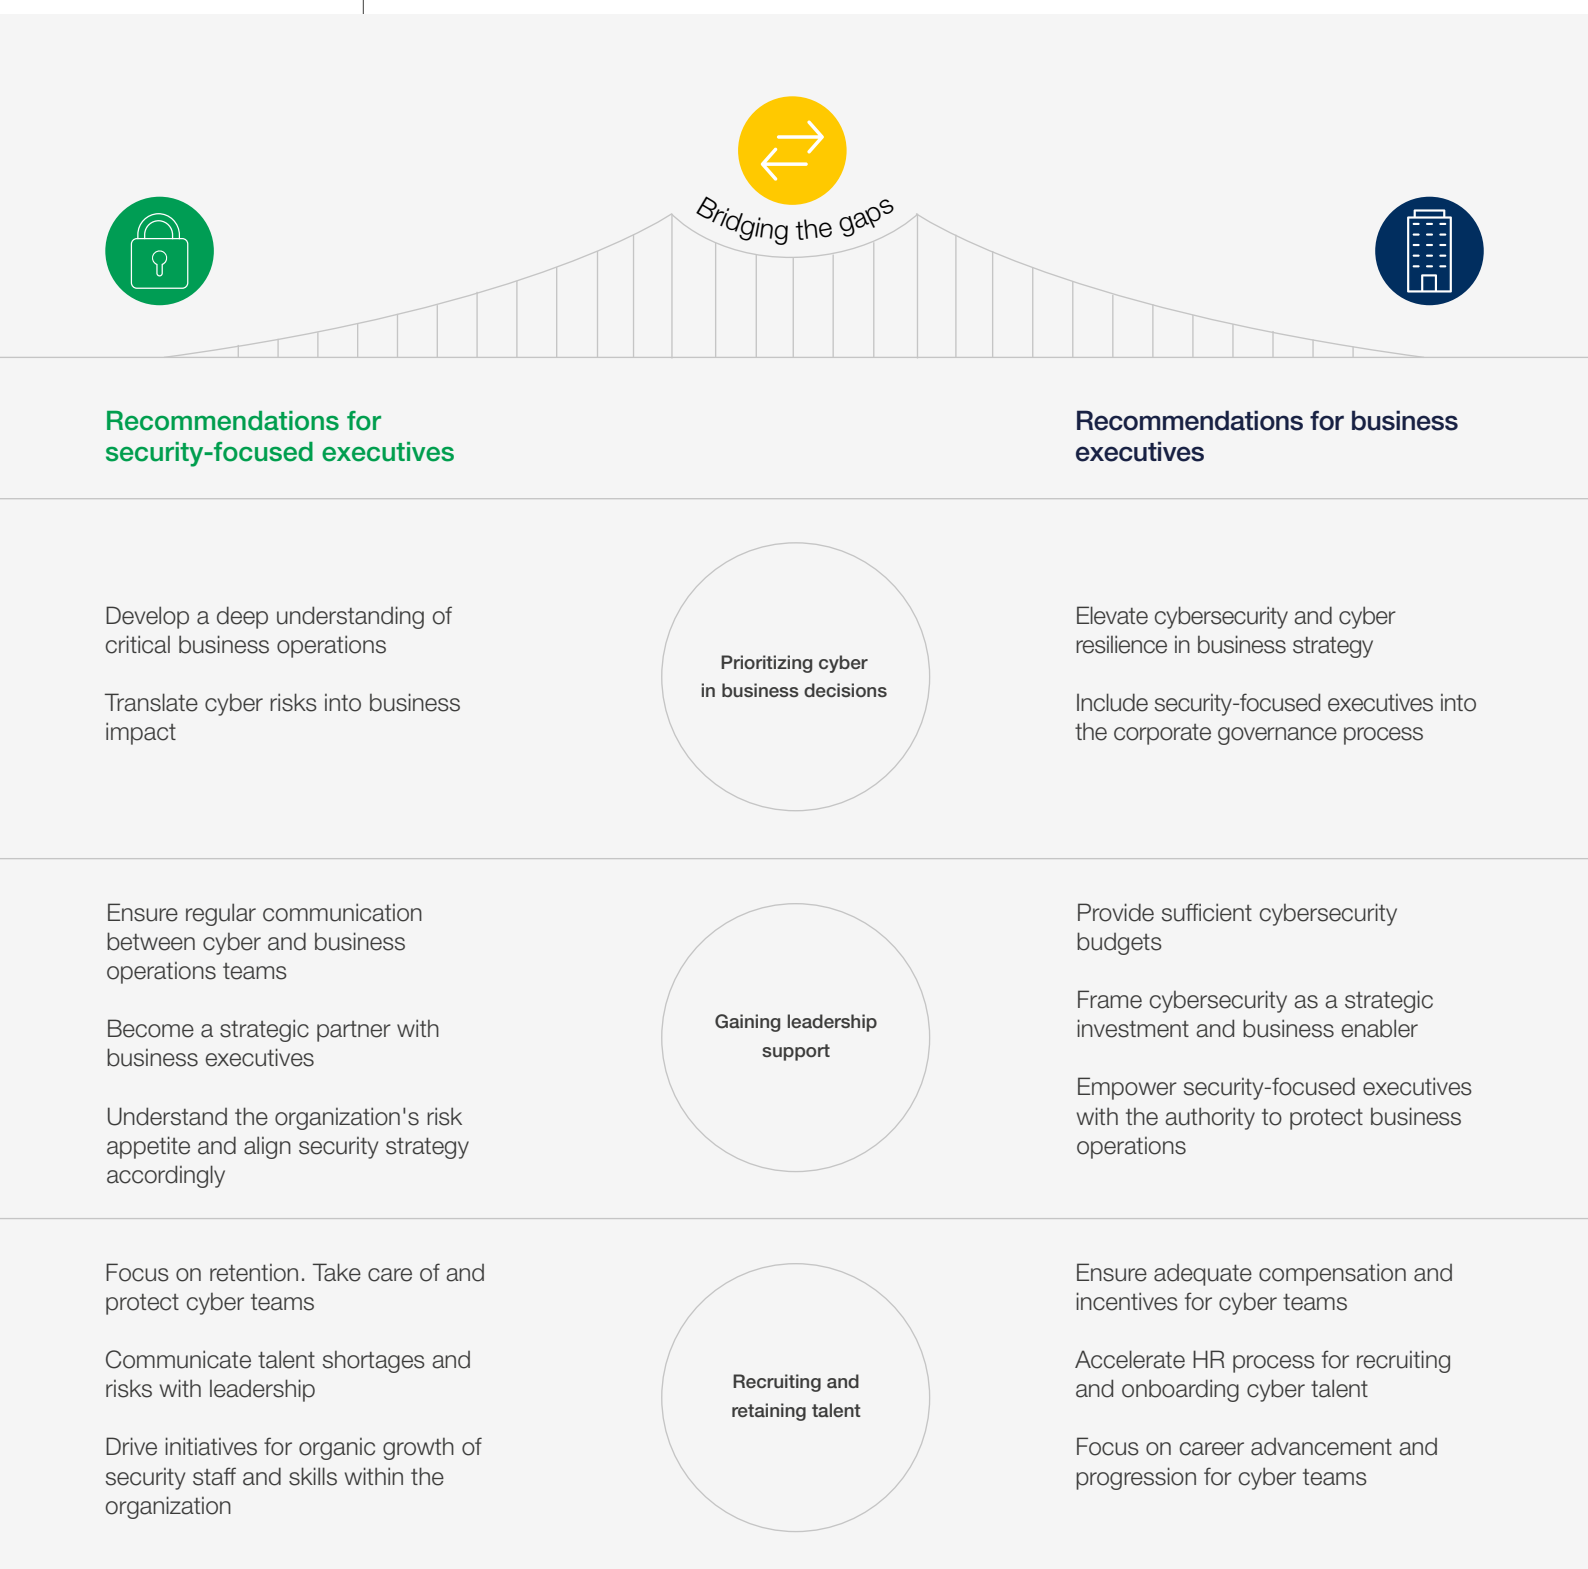 Bridging the gaps
Recommendations for
security-focused executives
Recommendations for business
executives
Develop a deep understanding of
critical business operations
Translate cyber risks into business
impact
Prioritizing cyber
in business decisions
Elevate cybersecurity and cyber
resilience in business strategy
Include security-focused executives into
the corporate governance process
Ensure regular communication
between cyber and business
operations teams
Become a strategic partner with
business executives
Understand the organization's risk
appetite and align security strategy
accordingly
Gaining leadership
support
Provide sufficient cybersecurity
budgets
Frame cybersecurity as a strategic
investment and business enabler
Empower security-focused executives
with the authority to protect business
operations
Focus on retention. Take care of and
protect cyber teams
Communicate talent shortages and
risks with leadership
Drive initiatives for organic growth of
security staff and skills within the
organization
Recruiting and
retaining talent
Ensure adequate compensation and
incentives for cyber teams
Accelerate HR process for recruiting
and onboarding cyber talent
Focus on career advancement and
progression for cyber teams